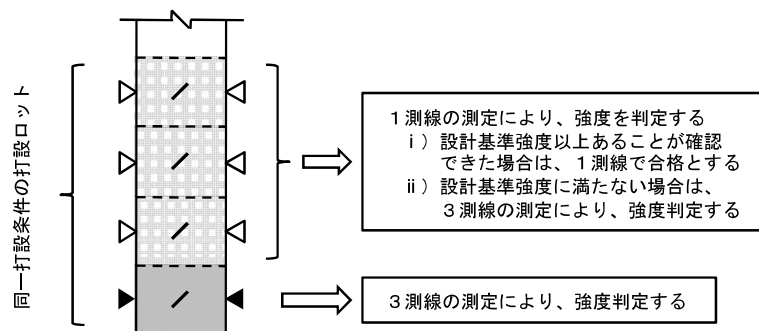 同一打設条件の打設ロット
1測線の測定により、強度を判定する
ⅰ）設計基準強度以上あることが確認
できた場合は、1測線で合格とする
ⅱ）設計基準強度に満たない場合は、
3測線の測定により、強度判定する
3測線の測定により、強度判定する